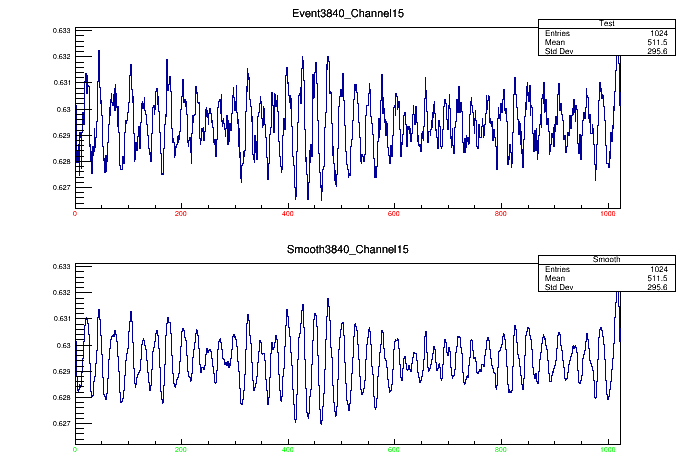 Event3840_Channel15
Test
Entries 1024
Mean 511.5
Std Dev 295.6
0.633
0.632
0.631
0.63
0.629
0.628
0.627
0 200 400 600 800 1000
Smooth3840_Channel15
Smooth
Entries 1024
Mean 511.5
Std Dev 295.6
0.633
0.632
0.631
0.63
0.629
0.628
0.627
0 200 400 600 800 1000